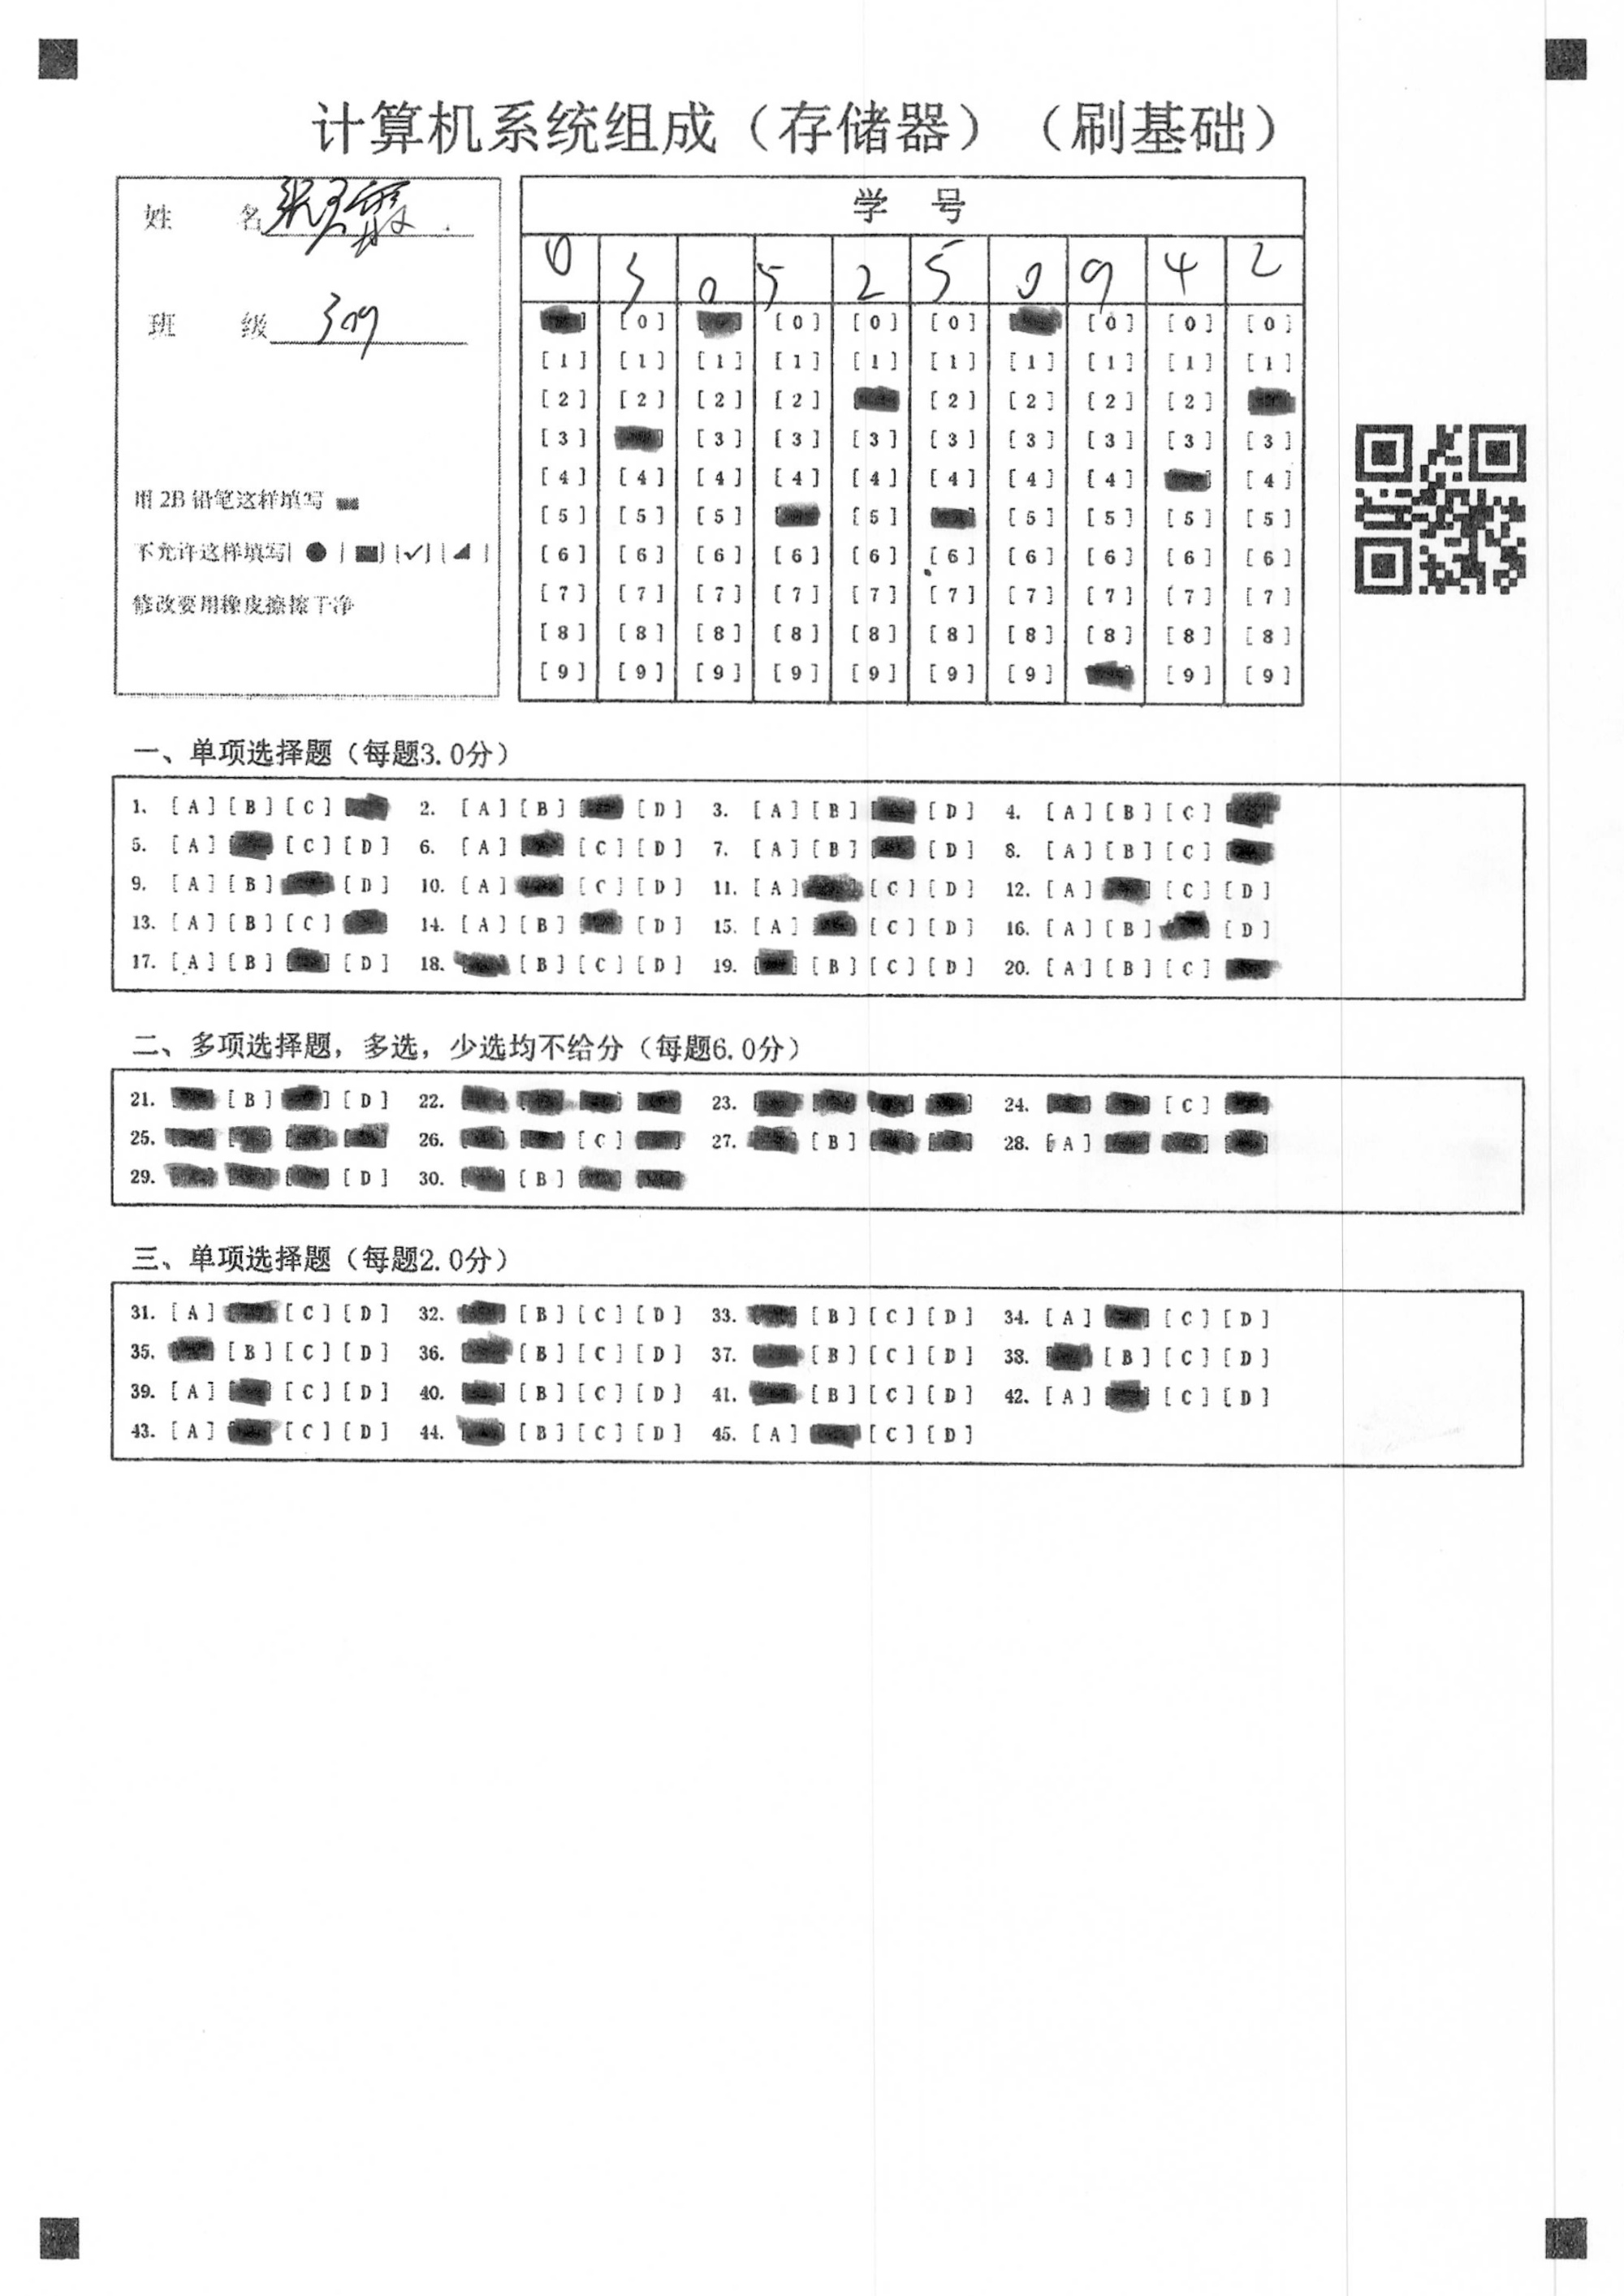 计算机系统组成（存储器）（刷基础）
姓 名
班 级 309
用 2B 铅笔这样填写
不允许这样填写
修改要用橡皮擦擦干净
学 号
0 3 0 5 2 5 0 9 4 2
[0] [0] [0] [0] [0] [0] [0]
[1] [1] [1] [1] [1] [1] [1] [1] [1] [1]
[2] [2] [2] [2] [2] [2] [2] [2]
[3] [3] [3] [3] [3] [3] [3] [3] [3]
[4] [4] [4] [4] [4] [4] [4] [4] [4]
[5] [5] [5] [5] [5] [5] [5] [5]
[6] [6] [6] [6] [6] [6] [6] [6] [6] [6]
[7] [7] [7] [7] [7] [7] [7] [7] [7] [7]
[8] [8] [8] [8] [8] [8] [8] [8] [8] [8]
[9] [9] [9] [9] [9] [9] [9] [9] [9]
一、单项选择题（每题3.0分）
1. [A] [B] [C] 2. [A] [B] [D] 3. [A] [B] [D] 4. [A] [B] [C]
5. [A] [C] [D] 6. [A] [C] [D] 7. [A] [B] [D] 8. [A] [B] [C]
9. [A] [B] [D] 10. [A] [C] [D] 11. [A] [C] [D] 12. [A] [C] [D]
13. [A] [B] [C] 14. [A] [B] [D] 15. [A] [C] [D] 16. [A] [B] [D]
17. [A] [B] [D] 18. [B] [C] [D] 19. [B] [C] [D] 20. [A] [B] [C]
二、多项选择题，多选，少选均不给分（每题6.0分）
21. [B] [D] 22. 23. 24. [C]
25. 26. [C] 27. [B] 28. [A]
29. [D] 30. [B]
三、单项选择题（每题2.0分）
31. [A] [C] [D] 32. [B] [C] [D] 33. [B] [C] [D] 34. [A] [C] [D]
35. [B] [C] [D] 36. [B] [C] [D] 37. [B] [C] [D] 38. [B] [C] [D]
39. [A] [C] [D] 40. [B] [C] [D] 41. [B] [C] [D] 42. [A] [C] [D]
43. [A] [C] [D] 44. [B] [C] [D] 45. [A] [C] [D]